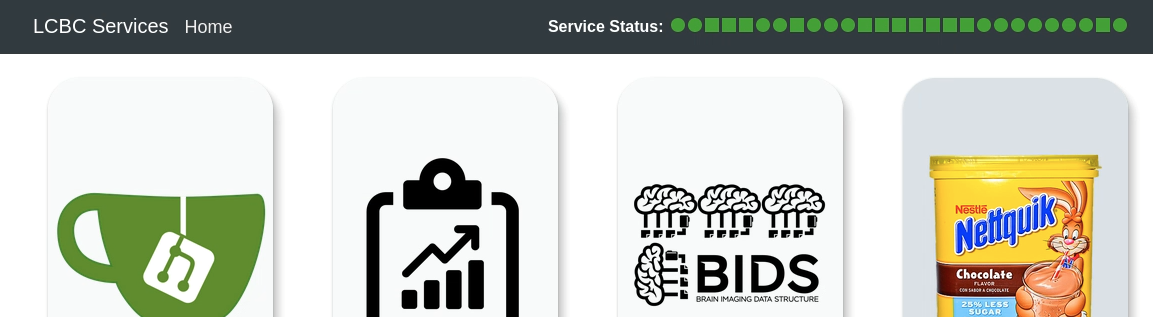 LCBC Services Home Service Status:
Nestlé
Nettquik
Chocolate
FLAVOR
CON SABOR A CHOCOLATE
25% LESS
SUGAR
BIDS
BRAIN IMAGING DATA STRUCTURE